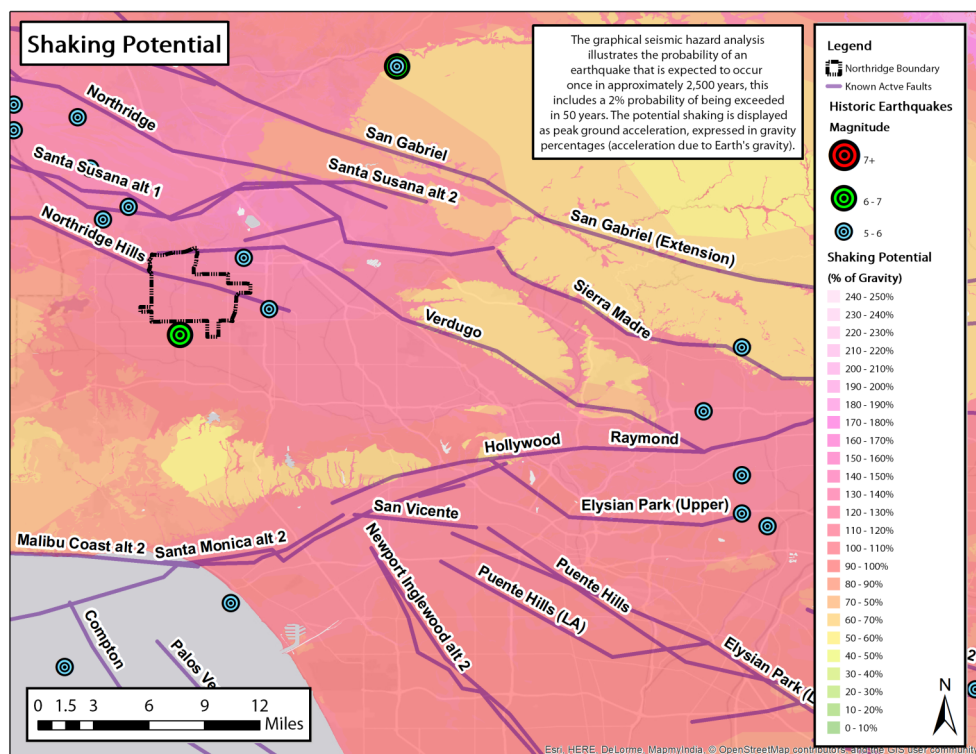 Shaking Potential
The graphical seismic hazard analysis
illustrates the probability of an
earthquake that is expected to occur
once in approximately 2,500 years, this
includes a 2% probability of being exceeded
in 50 years. The potential shaking is displayed
as peak ground acceleration, expressed in gravity
percentages (acceleration due to Earth's gravity).
Northridge
San Gabriel
Santa Susana alt 1
Santa Susana alt 2
Northridge Hills
San Gabriel (Extension)
Sierra Madre
Verdugo
Hollywood
Raymond
Elysian Park (Upper)
San Vicente
Malibu Coast alt 2
Santa Monica alt 2
Newport Inglewood alt 2
Puente Hills
Puente Hills (LA)
Elysian Park (L
Compton
Palos Ve
2
0 1.5 3 6 9 12
Miles
Legend
Northridge Boundary
Known Actve Faults
Historic Earthquakes
Magnitude
7+
6 - 7
5 - 6
Shaking Potential
(% of Gravity)
240 - 250%
230 - 240%
220 - 230%
210 - 220%
200 - 210%
190 - 200%
180 - 190%
170 - 180%
160 - 170%
150 - 160%
140 - 150%
130 - 140%
120 - 130%
110 - 120%
100 - 110%
90 - 100%
80 - 90%
70 - 50%
60 - 70%
50 - 60%
40 - 50%
30 - 40%
20 - 30%
10 - 20%
0 - 10%
N
Esri, HERE, DeLorme, MapmyIndia, © OpenStreetMap contributors, and the GIS user community